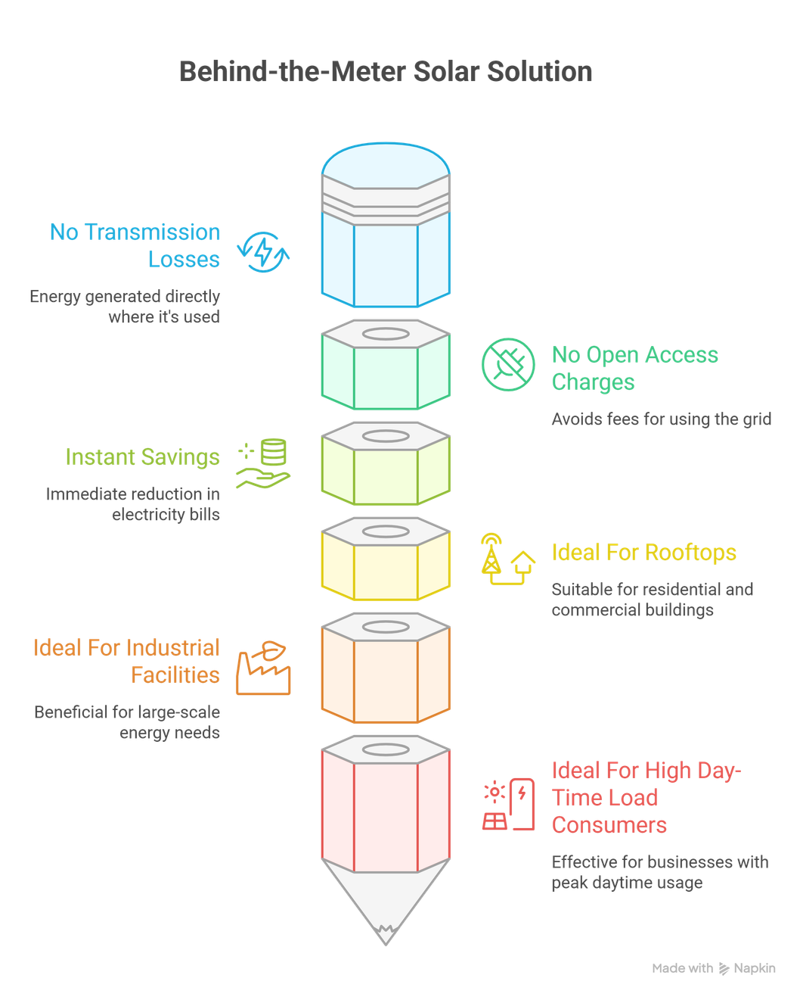 Behind-the-Meter Solar Solution
No Transmission
Losses
Energy generated directly
where it's used
No Open Access
Charges
Avoids fees for using the grid
Instant Savings
Immediate reduction in
electricity bills
Ideal For Rooftops
Suitable for residential and
commercial buildings
Ideal For Industrial
Facilities
Beneficial for large-scale
energy needs
Ideal For High Day-
Time Load
Consumers
Effective for businesses with
peak daytime usage
Made with Napkin